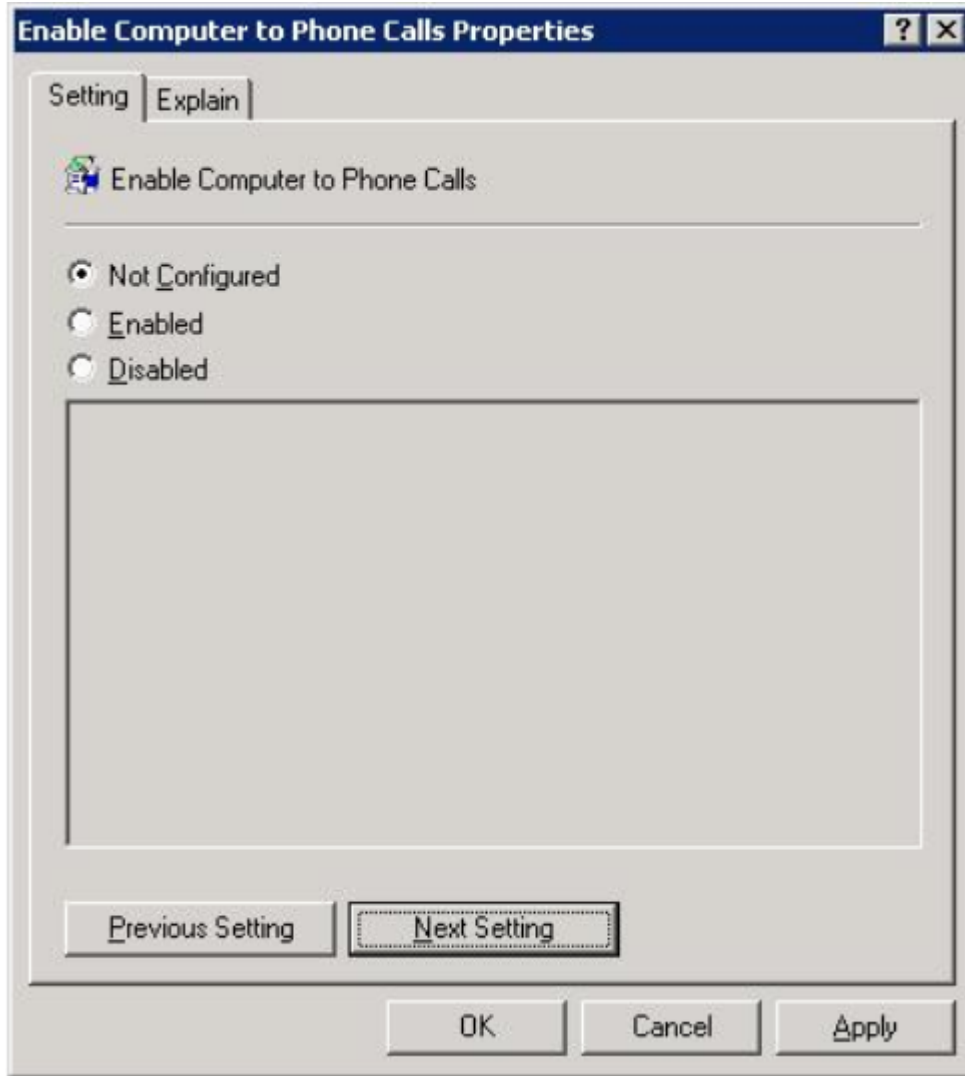 Enable Computer to Phone Calls Properties
Setting Explain
Enable Computer to Phone Calls
Not Configured
Enabled
Disabled
Previous Setting Next Setting
OK Cancel Apply